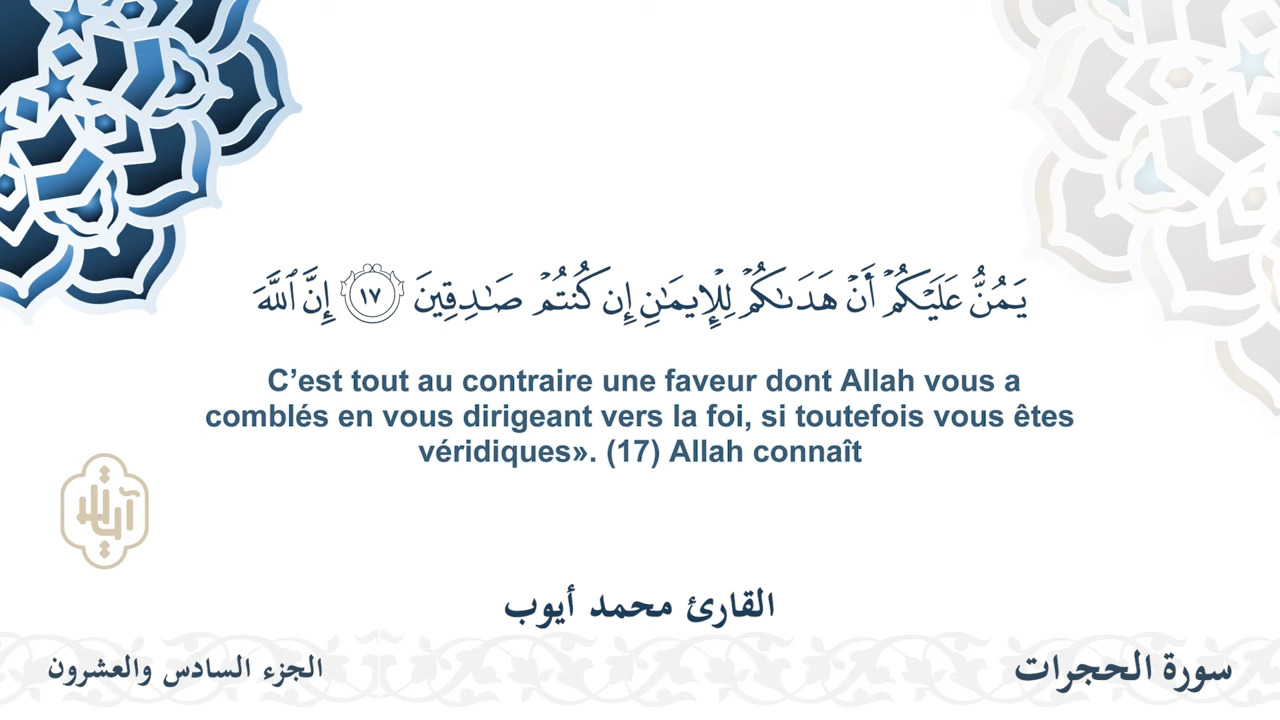 يَمُنُّ عَلَيْكُمْ أَنْ هَدَىٰكُمْ لِلْإِيمَٰنِ إِن كُنتُمْ صَٰدِقِينَ ١٧ إِنَّ ٱللَّهَ
C’est tout au contraire une faveur dont Allah vous a
comblés en vous dirigeant vers la foi, si toutefois vous êtes
véridiques». (17) Allah connaît
القارئ محمد أيوب
سورة الحجرات
الجزء السادس والعشرون